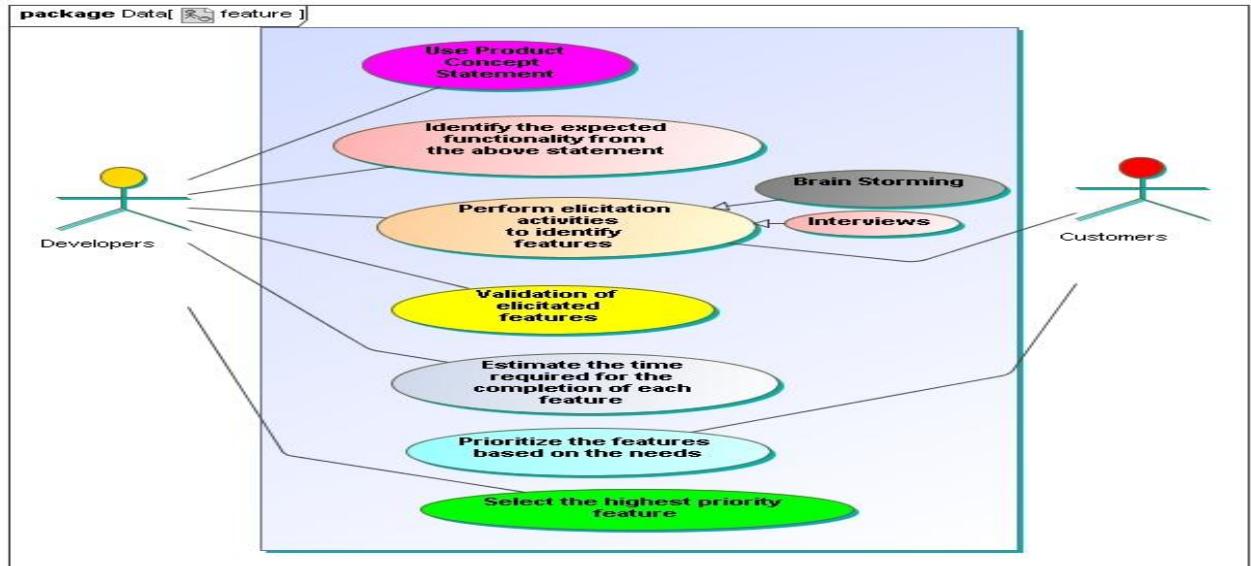 package Data[ feature ]
Use Product
Concept
Statement
Identify the expected
functionality from
the above statement
Brain Storming
Perform elicitation
activities
to identify
features
Interviews
Developers
Customers
Validation of
elicitated
features
Estimate the time
required for the
completion of each
feature
Prioritize the features
based on the needs
Select the highest priority
feature